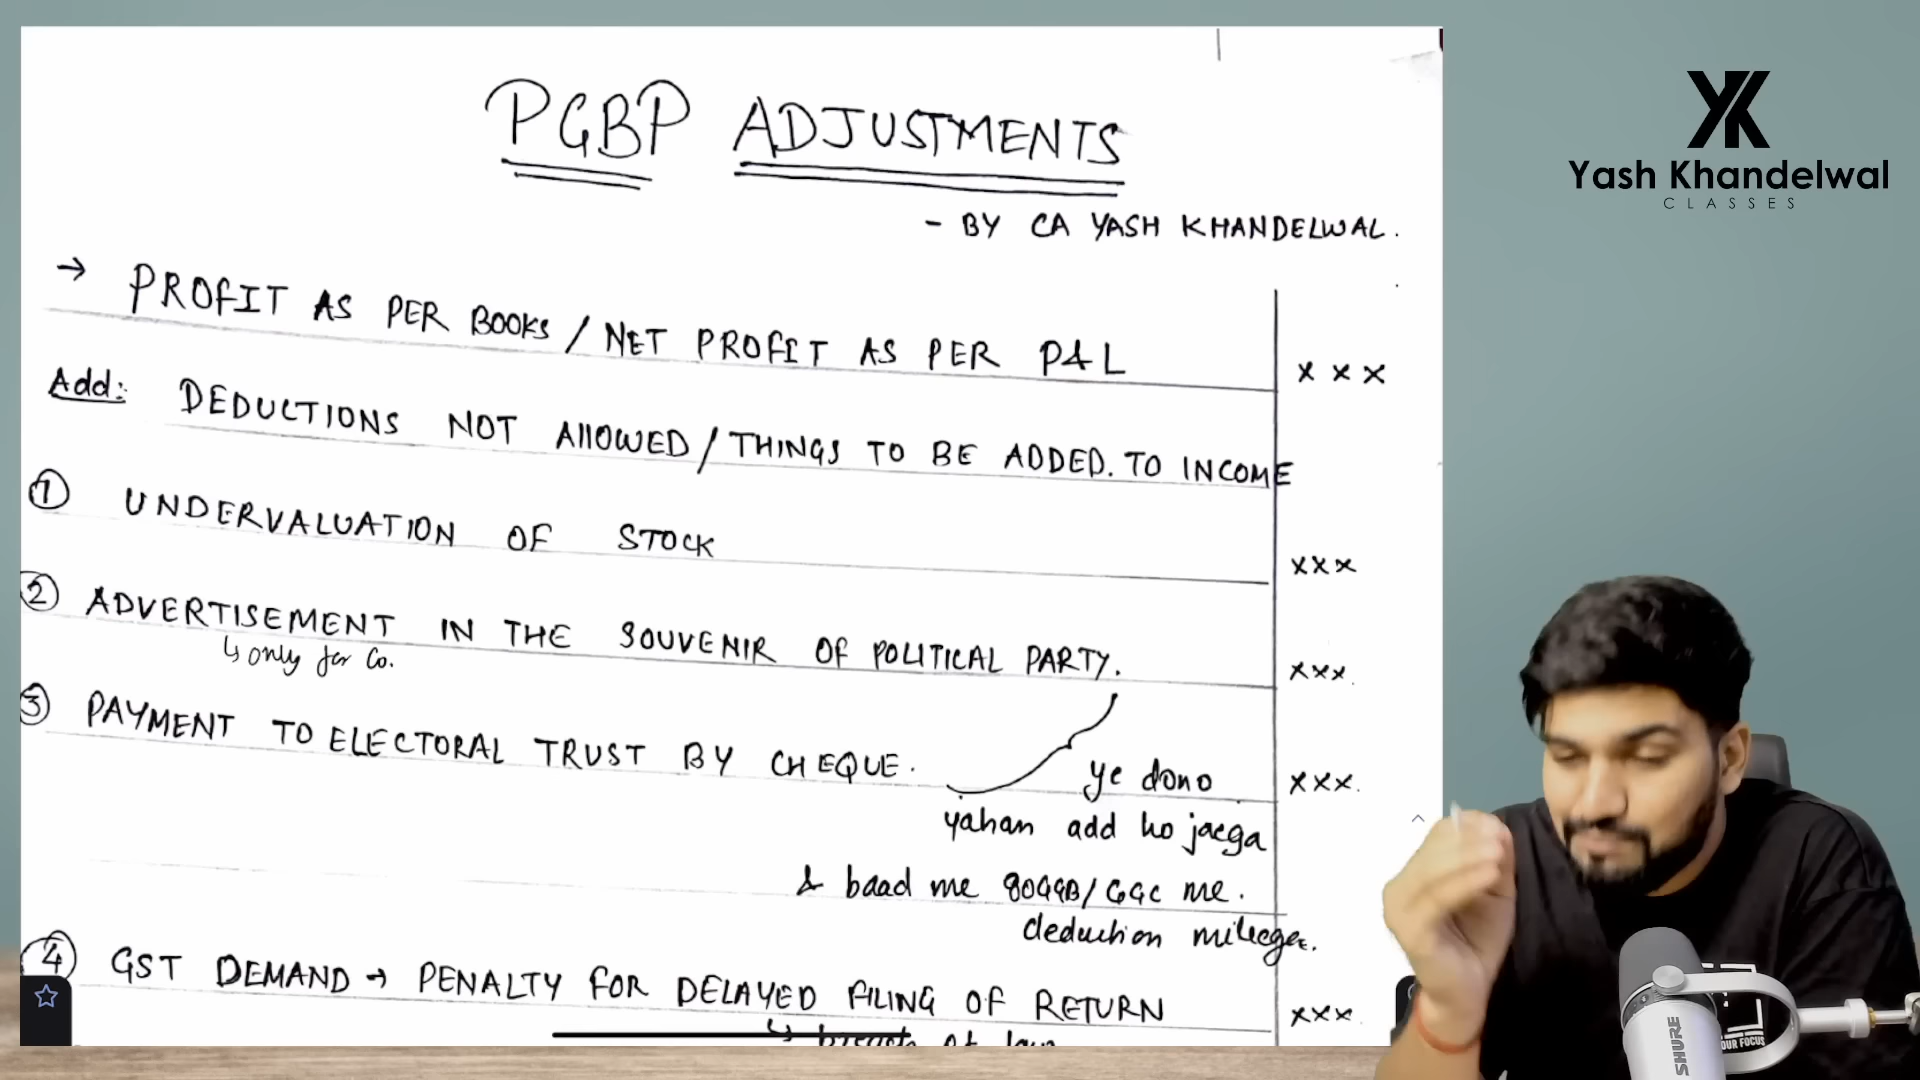 PGBP ADJUSTMENTS
- BY CA YASH KHANDELWAL.
→ PROFIT AS PER BOOKS / NET PROFIT AS PER P&L xxx
Add: DEDUCTIONS NOT AllOWED / THINGS TO BE ADDED. TO INCOME
① UNDERVALUATION OF STOCK xxx
② ADVERTISEMENT IN THE SOUVENIR OF POLITICAL PARTY. xxx.
↳ only for Co.
③ PAYMENT TO ELECTORAL TRUST BY CHEQUE. xxx.
ye dono
yahan add ho jaega
& baad me 80GGB/GGC me.
deduction milega.
④ GST DEMAND → PENALTY FOR DELAYED FILING OF RETURN xxx.
Yash Khandelwal
CLASSES
SHURE
OUR FOCUS